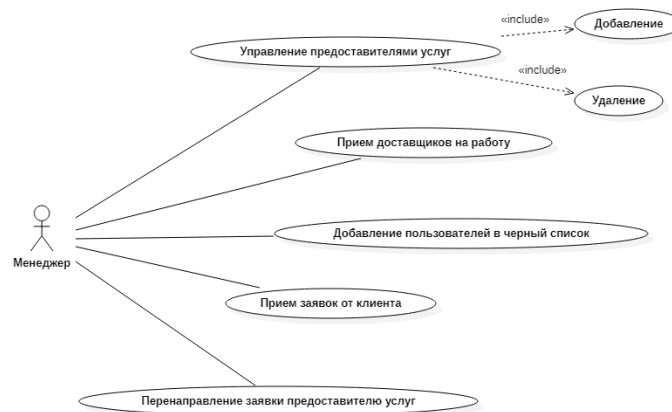 «include»
Добавление
Управление предоставителями услуг
«include»
Удаление
Прием доставщиков на работу
Добавление пользователей в черный список
Менеджер
Прием заявок от клиента
Перенаправление заявки предоставителю услуг